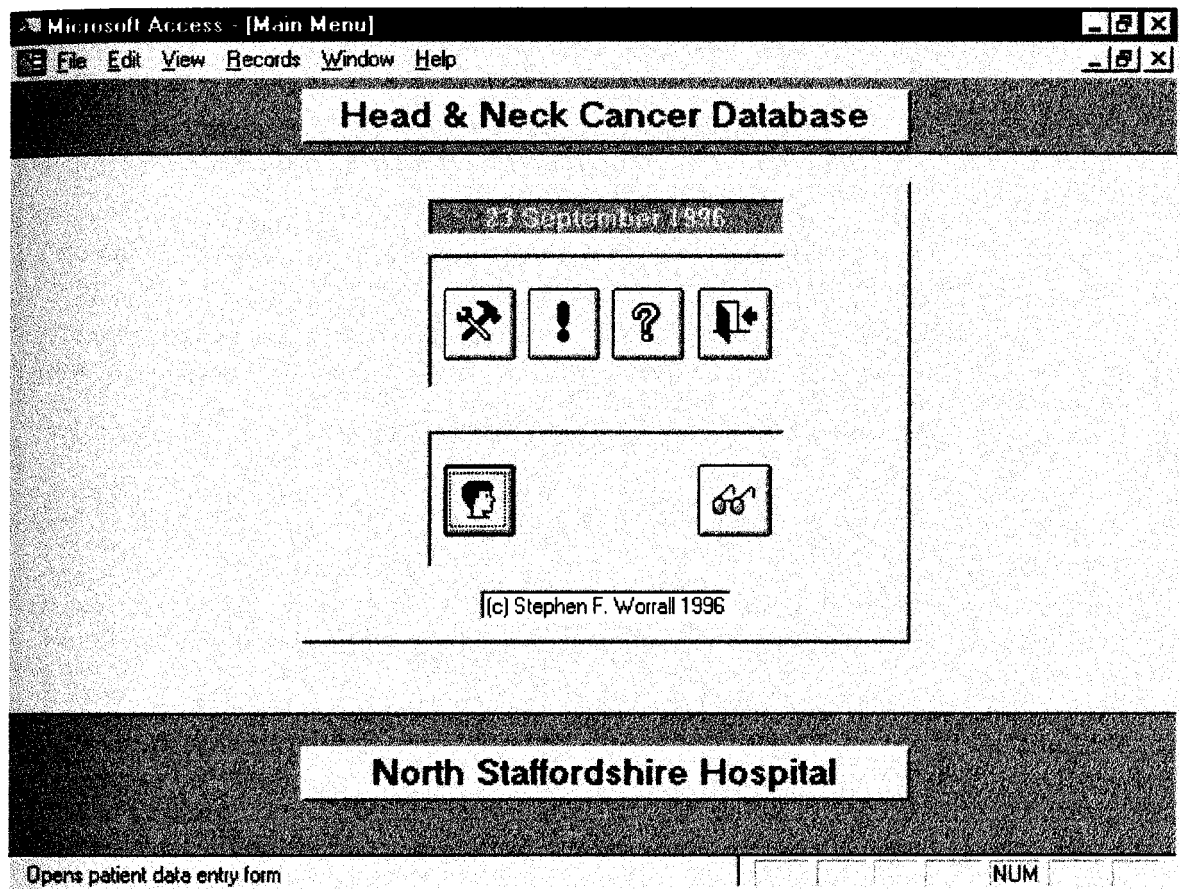 Microsoft Access - [Main Menu]
File Edit View Records Window Help
Head & Neck Cancer Database
23 September 1996
(c) Stephen F. Worrall 1996
North Staffordshire Hospital
Opens patient data entry form NUM